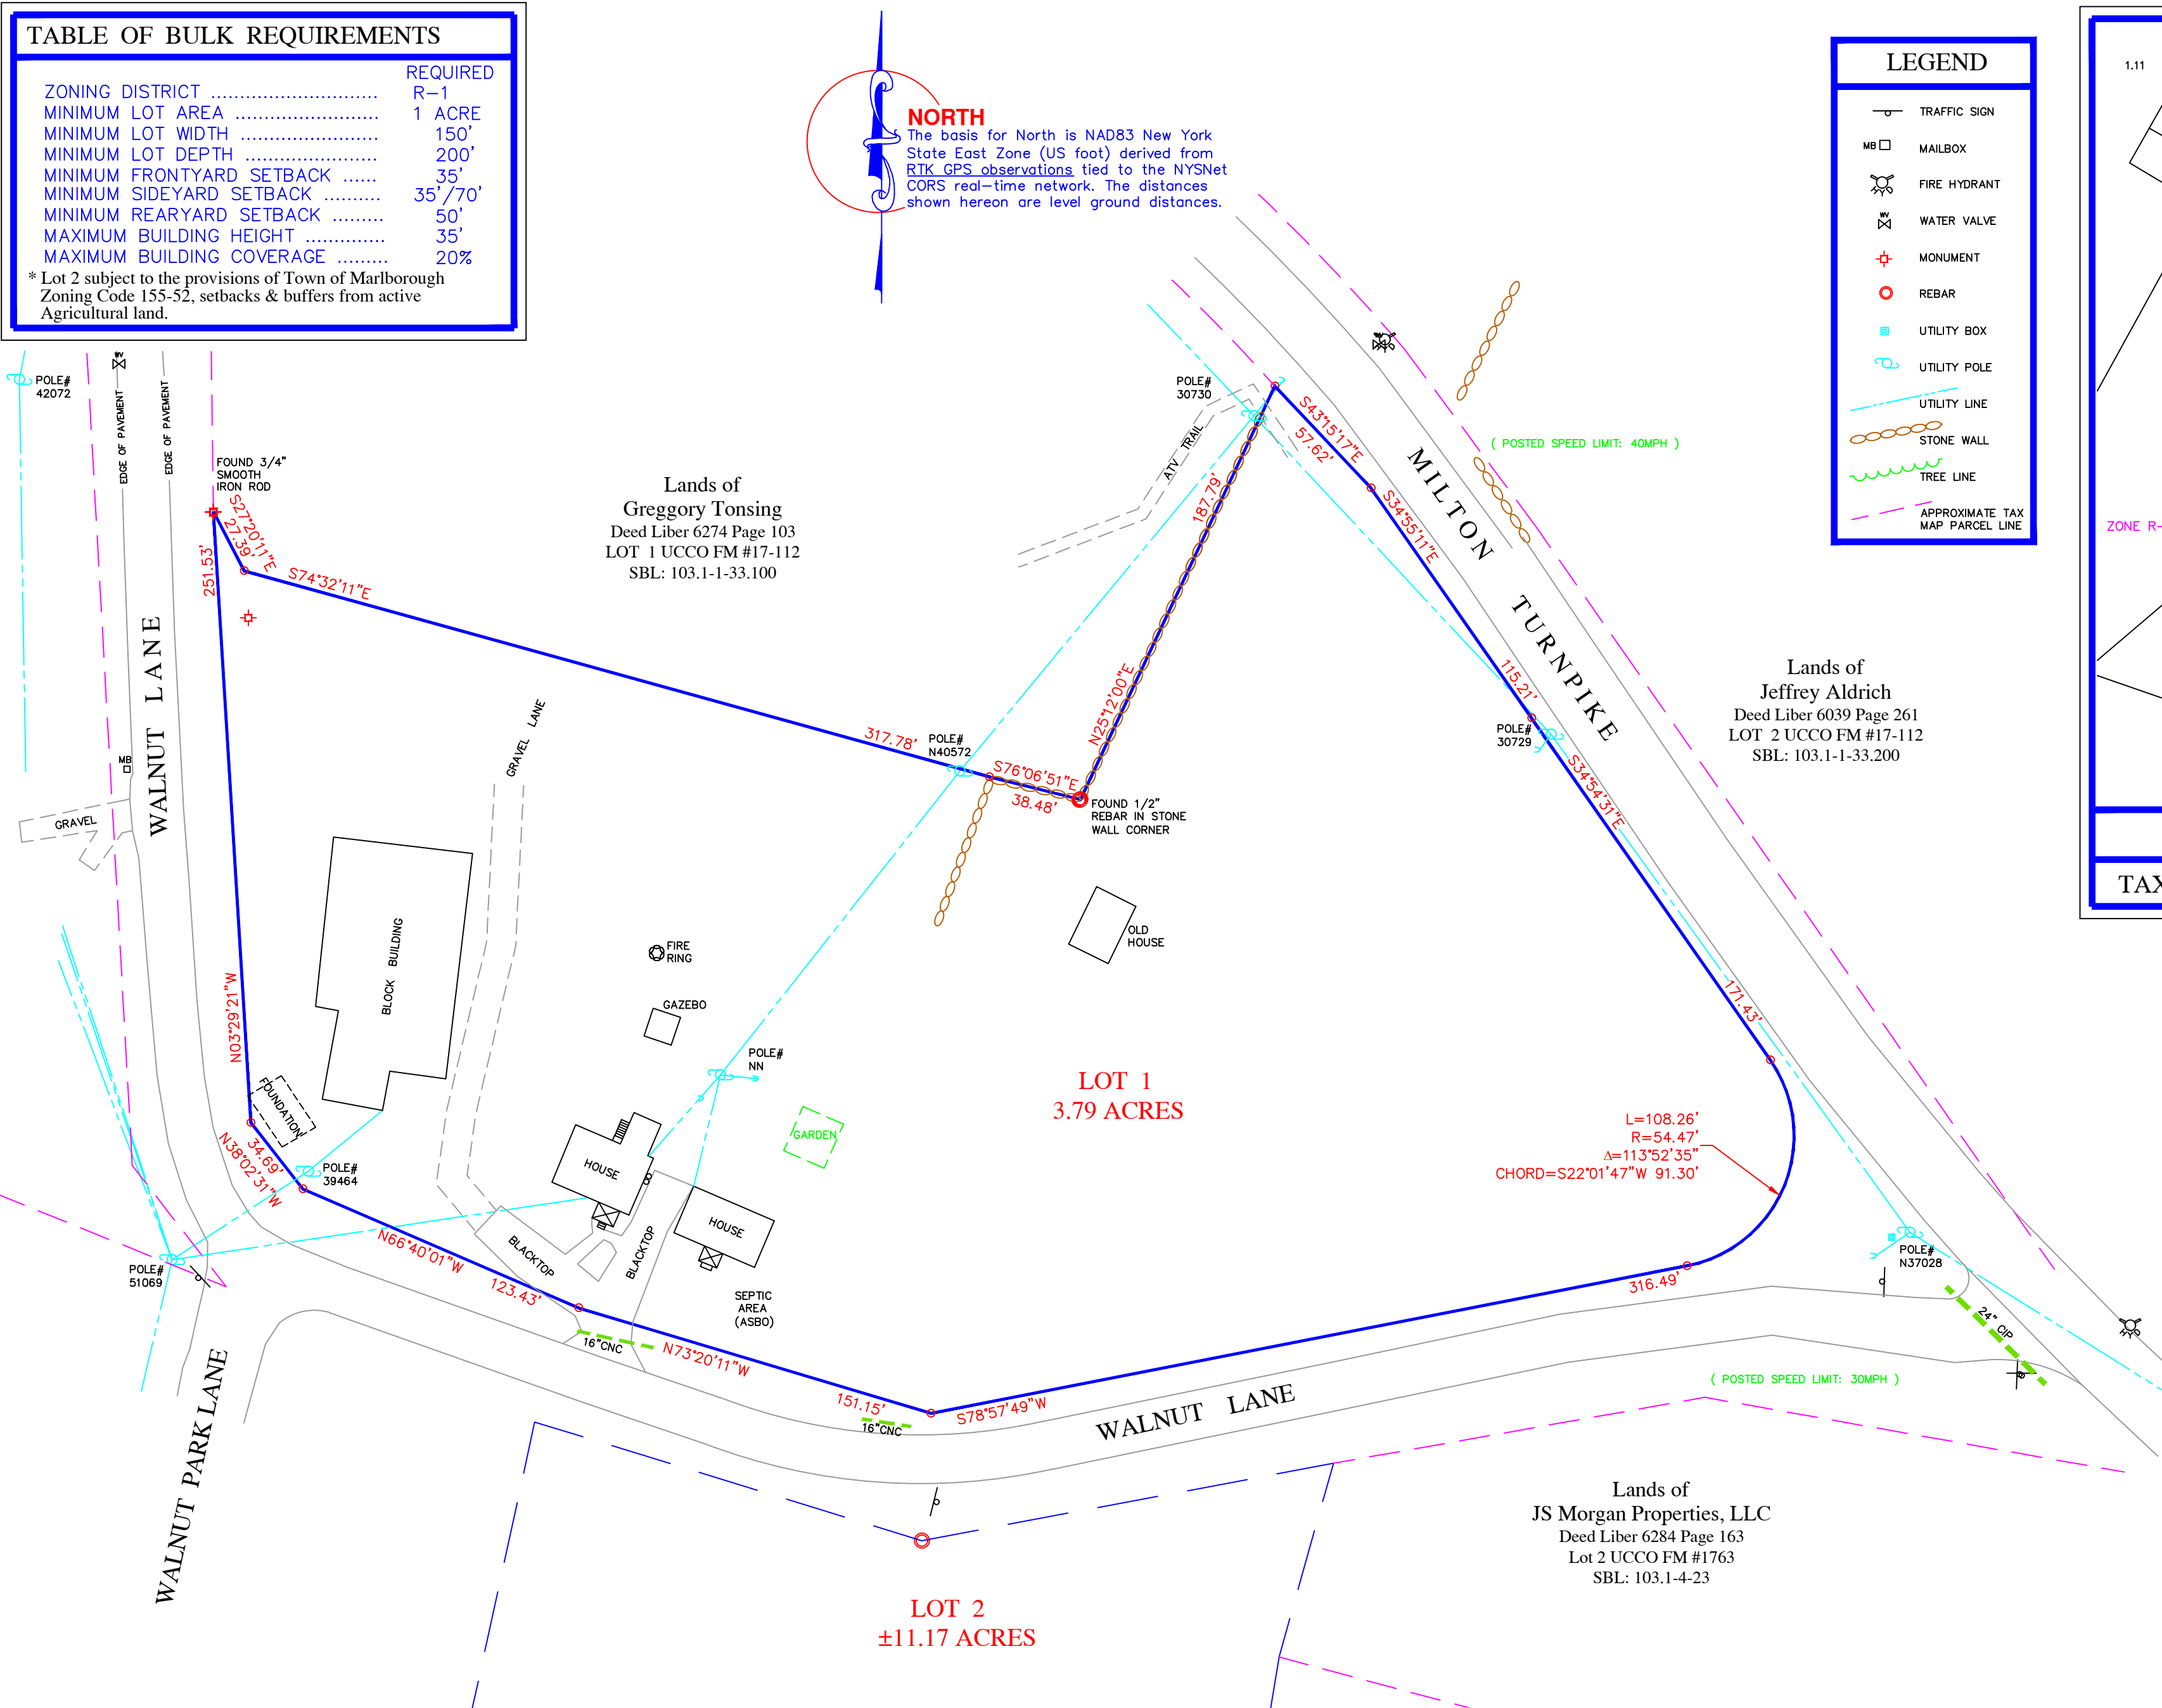 TABLE OF BULK REQUIREMENTS
REQUIRED
ZONING DISTRICT ............................. R-1
MINIMUM LOT AREA ......................... 1 ACRE
MINIMUM LOT WIDTH ........................ 150'
MINIMUM LOT DEPTH ....................... 200'
MINIMUM FRONTYARD SETBACK ...... 35'
MINIMUM SIDEYARD SETBACK .......... 35'/70'
MINIMUM REARYARD SETBACK ......... 50'
MAXIMUM BUILDING HEIGHT .............. 35'
MAXIMUM BUILDING COVERAGE ......... 20%
* Lot 2 subject to the provisions of Town of Marlborough
Zoning Code 155-52, setbacks & buffers from active
Agricultural land.
NORTH
The basis for North is NAD83 New York
State East Zone (US foot) derived from
RTK GPS observations tied to the NYSNet
CORS real-time network. The distances
shown hereon are level ground distances.
LEGEND
TRAFFIC SIGN
MB MAILBOX
FIRE HYDRANT
WV WATER VALVE
MONUMENT
REBAR
UTILITY BOX
UTILITY POLE
UTILITY LINE
STONE WALL
TREE LINE
APPROXIMATE TAX
MAP PARCEL LINE
1.11
ZONE R-
TAX
POLE#
42072
WV
EDGE OF PAVEMENT
EDGE OF PAVEMENT
FOUND 3/4"
SMOOTH
IRON ROD
S27°20'11"E
27.39'
251.53'
S74°32'11"E
317.78'
Lands of
Greggory Tonsing
Deed Liber 6274 Page 103
LOT 1 UCCO FM #17-112
SBL: 103.1-1-33.100
POLE#
30730
ATV TRAIL
187.79'
N25°12'00"E
S43°15'17"E
57.62'
S34°55'11"E
115.21'
( POSTED SPEED LIMIT: 40MPH )
MILTON TURNPIKE
POLE#
30729
S34°54'31"E
171.43'
Lands of
Jeffrey Aldrich
Deed Liber 6039 Page 261
LOT 2 UCCO FM #17-112
SBL: 103.1-1-33.200
WALNUT LANE
MB
GRAVEL
GRAVEL LANE
POLE#
N40572
S76°06'51"E
38.48'
FOUND 1/2"
REBAR IN STONE
WALL CORNER
BLOCK BUILDING
FIRE
RING
GAZEBO
OLD
HOUSE
N03°29'21"W
FOUNDATION
34.69'
N38°02'31"W
POLE#
39464
POLE#
NN
GARDEN
HOUSE
HOUSE
BLACKTOP
BLACKTOP
SEPTIC
AREA
(ASBO)
LOT 1
3.79 ACRES
L=108.26'
R=54.47'
Δ=113°52'35"
CHORD=S22°01'47"W 91.30'
POLE#
51069
N66°40'01"W
123.43'
16"CNC
N73°20'11"W
151.15'
16"CNC
S78°57'49"W
316.49'
POLE#
N37028
24" CIP
( POSTED SPEED LIMIT: 30MPH )
WALNUT LANE
WALNUT PARK LANE
Lands of
JS Morgan Properties, LLC
Deed Liber 6284 Page 163
Lot 2 UCCO FM #1763
SBL: 103.1-4-23
LOT 2
±11.17 ACRES